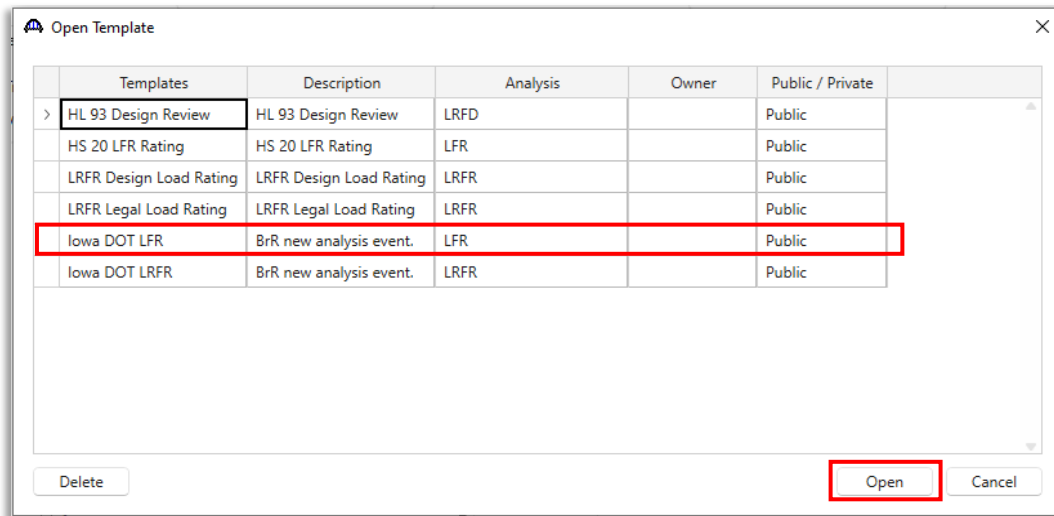 Open Template
Templates Description Analysis Owner Public / Private
HL 93 Design Review HL 93 Design Review LRFD Public
HS 20 LFR Rating HS 20 LFR Rating LFR Public
LRFR Design Load Rating LRFR Design Load Rating LRFR Public
LRFR Legal Load Rating LRFR Legal Load Rating LRFR Public
Iowa DOT LFR BrR new analysis event. LFR Public
Iowa DOT LRFR BrR new analysis event. LRFR Public
Delete Open Cancel